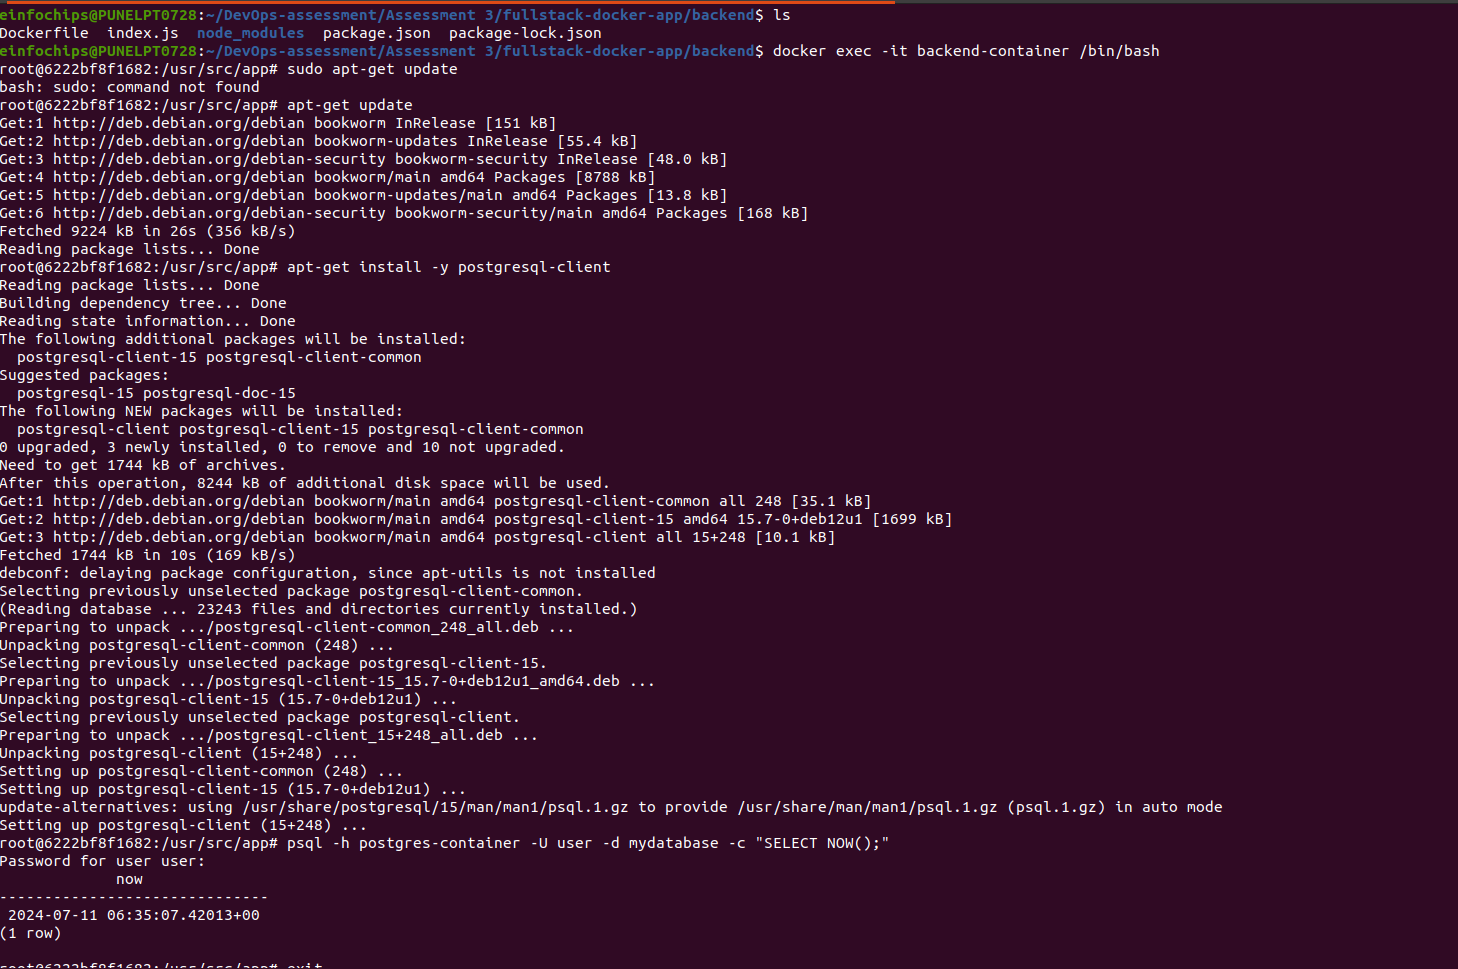 einfochips@PUNELPT0728:~/DevOps-assessment/Assessment 3/fullstack-docker-app/backend$ ls
Dockerfile  index.js  node_modules  package.json  package-lock.json
einfochips@PUNELPT0728:~/DevOps-assessment/Assessment 3/fullstack-docker-app/backend$ docker exec -it backend-container /bin/bash
root@6222bf8f1682:/usr/src/app# sudo apt-get update
bash: sudo: command not found
root@6222bf8f1682:/usr/src/app# apt-get update
Get:1 http://deb.debian.org/debian bookworm InRelease [151 kB]
Get:2 http://deb.debian.org/debian bookworm-updates InRelease [55.4 kB]
Get:3 http://deb.debian.org/debian-security bookworm-security InRelease [48.0 kB]
Get:4 http://deb.debian.org/debian bookworm/main amd64 Packages [8788 kB]
Get:5 http://deb.debian.org/debian bookworm-updates/main amd64 Packages [13.8 kB]
Get:6 http://deb.debian.org/debian-security bookworm-security/main amd64 Packages [168 kB]
Fetched 9224 kB in 26s (356 kB/s)
Reading package lists... Done
root@6222bf8f1682:/usr/src/app# apt-get install -y postgresql-client
Reading package lists... Done
Building dependency tree... Done
Reading state information... Done
The following additional packages will be installed:
  postgresql-client-15 postgresql-client-common
Suggested packages:
  postgresql-15 postgresql-doc-15
The following NEW packages will be installed:
  postgresql-client postgresql-client-15 postgresql-client-common
0 upgraded, 3 newly installed, 0 to remove and 10 not upgraded.
Need to get 1744 kB of archives.
After this operation, 8244 kB of additional disk space will be used.
Get:1 http://deb.debian.org/debian bookworm/main amd64 postgresql-client-common all 248 [35.1 kB]
Get:2 http://deb.debian.org/debian bookworm/main amd64 postgresql-client-15 amd64 15.7-0+deb12u1 [1699 kB]
Get:3 http://deb.debian.org/debian bookworm/main amd64 postgresql-client all 15+248 [10.1 kB]
Fetched 1744 kB in 10s (169 kB/s)
debconf: delaying package configuration, since apt-utils is not installed
Selecting previously unselected package postgresql-client-common.
(Reading database ... 23243 files and directories currently installed.)
Preparing to unpack .../postgresql-client-common_248_all.deb ...
Unpacking postgresql-client-common (248) ...
Selecting previously unselected package postgresql-client-15.
Preparing to unpack .../postgresql-client-15_15.7-0+deb12u1_amd64.deb ...
Unpacking postgresql-client-15 (15.7-0+deb12u1) ...
Selecting previously unselected package postgresql-client.
Preparing to unpack .../postgresql-client_15+248_all.deb ...
Unpacking postgresql-client (15+248) ...
Setting up postgresql-client-common (248) ...
Setting up postgresql-client-15 (15.7-0+deb12u1) ...
update-alternatives: using /usr/share/postgresql/15/man/man1/psql.1.gz to provide /usr/share/man/man1/psql.1.gz (psql.1.gz) in auto mode
Setting up postgresql-client (15+248) ...
root@6222bf8f1682:/usr/src/app# psql -h postgres-container -U user -d mydatabase -c "SELECT NOW();"
Password for user user:
             now
------------------------------
 2024-07-11 06:35:07.42013+00
(1 row)
root@6222bf8f1682:/usr/src/app# exit